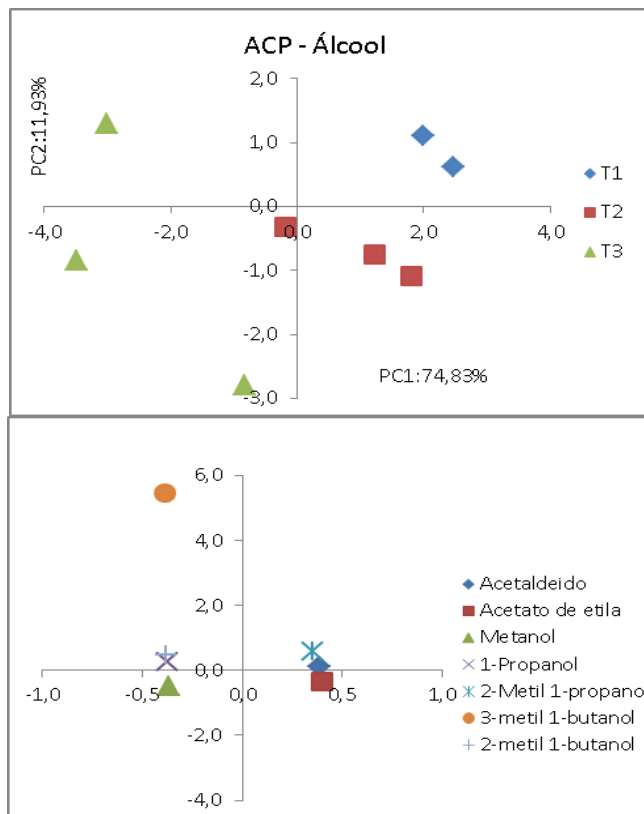 ACP - Álcool
PC2:11,93%
2,0
1,0
0,0
-4,0
-2,0
0,0
2,0
4,0
-1,0
-2,0
-3,0
PC1:74,83%
T1
T2
T3
6,0
4,0
2,0
0,0
-1,0
-0,5
0,0
0,5
1,0
-2,0
-4,0
Acetaldeido
Acetato de etila
Metanol
1-Propanol
2-Metil 1-propano
3-metil 1-butanol
2-metil 1-butanol